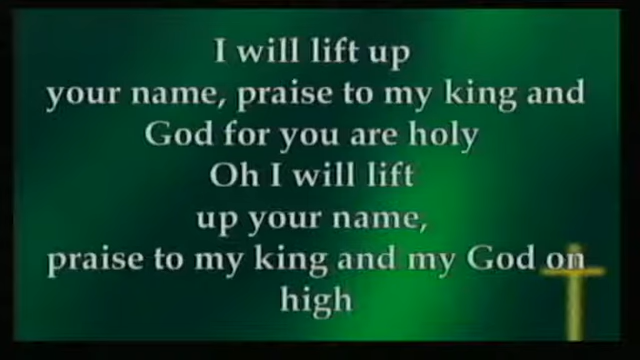 I will lift up
your name, praise to my king and
God for you are holy
Oh I will lift
up your name,
praise to my king and my God on
high